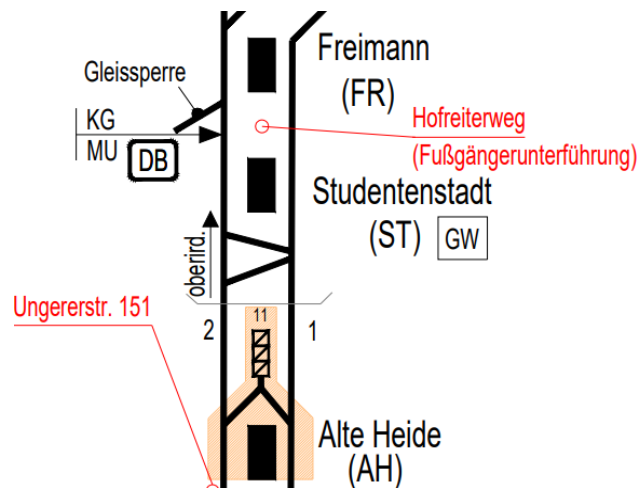 Freimann
(FR)
Gleissperre
KG
MU
DB
Hofreiterweg
(Fußgängerunterführung)
Studentenstadt
(ST)
GW
oberird.
Ungererstr. 151
11
2
1
Alte Heide
(AH)